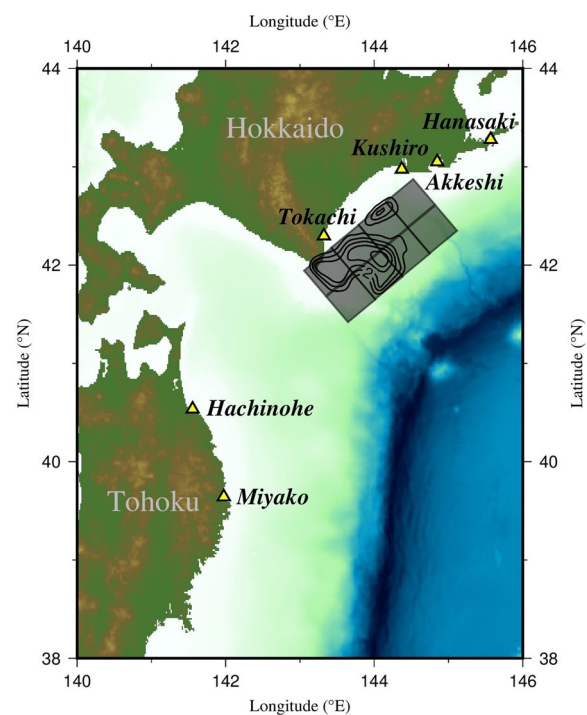 Longitude (°E)
140 142 144 146
44 44
Hanasaki
Hokkaido
Kushiro
Akkeshi
Tokachi
42 42
2
Latitude (°N) Latitude (°N)
Hachinohe
40 40
Tohoku
Miyako
38 38
140 142 144 146
Longitude (°E)